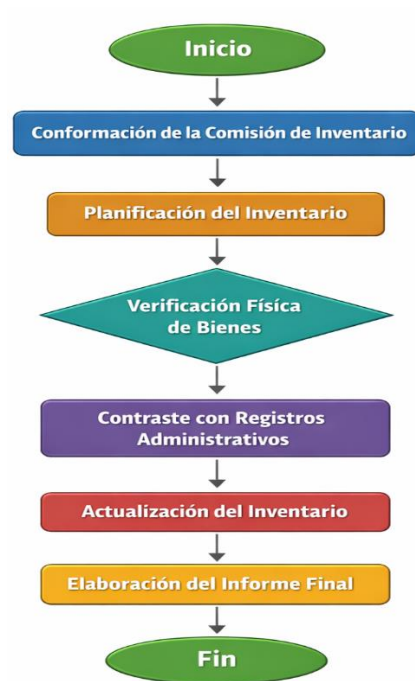 Inicio
Conformación de la Comisión de Inventario
Planificación del Inventario
Verificación Física
de Bienes
Contraste con Registros
Administrativos
Actualización del Inventario
Elaboración del Informe Final
Fin